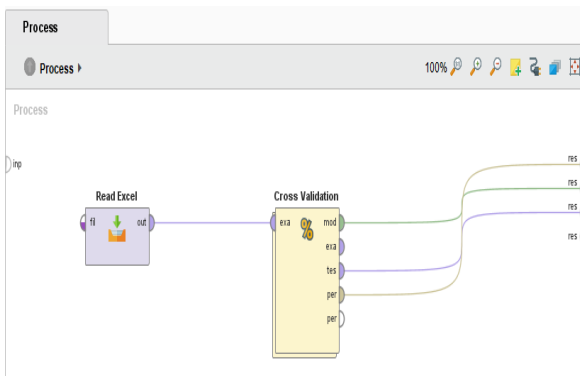 Process
Process
100%
Process
inp
Read Excel
fil
out
Cross Validation
exa
%
mod
exa
tes
per
per
res
res
res
res